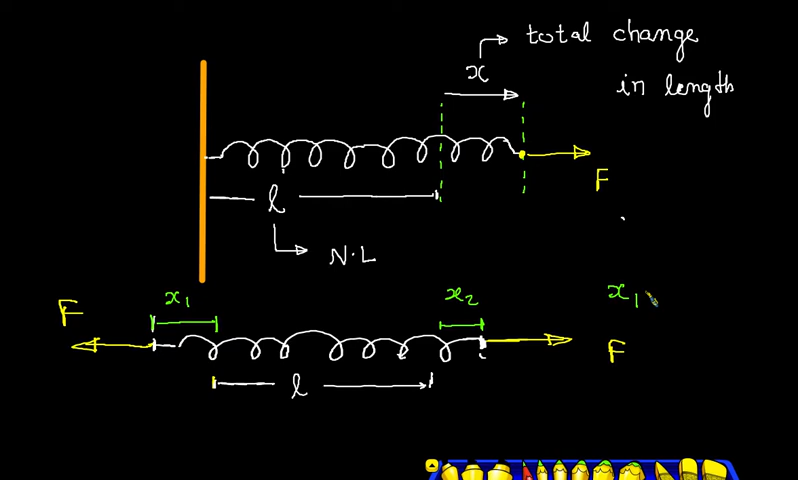 total change
x
in length
F
l
N.L
x1
x2
x1
F
F
l